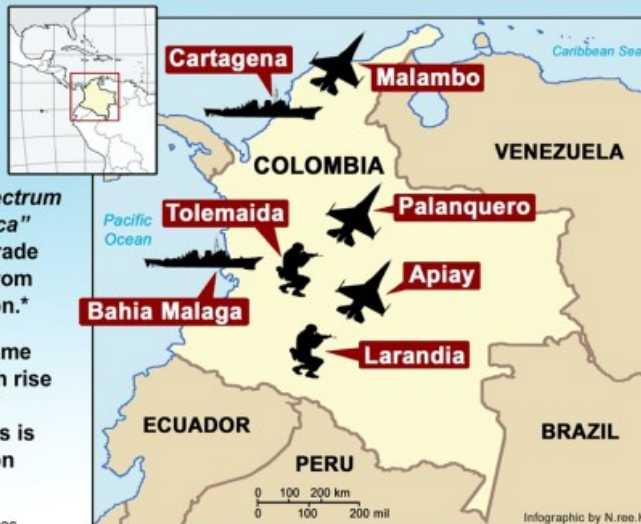 Cartagena
Malambo
Caribbean Sea
VENEZUELA
COLOMBIA
ectrum
ca"
rade
rom
n.*
me
n rise
s is
on
Pacific
Ocean
Tolemaida
Palanquero
Apiay
Bahia Malaga
Larandia
ECUADOR
PERU
BRAZIL
0 100 200 km
0 100 200 mil
Infographic by N.ree.